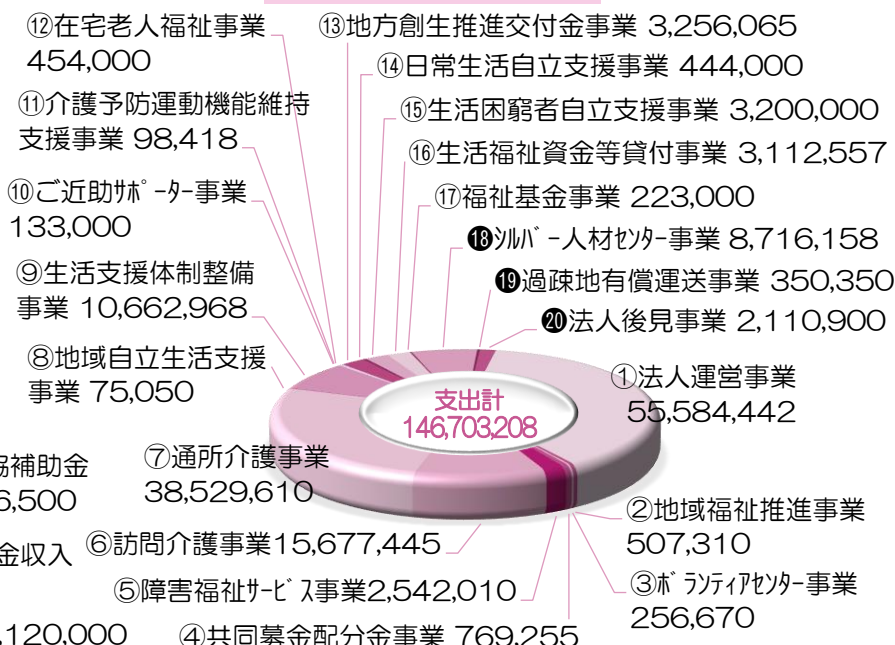 ⑫在宅老人福祉事業
454,000
⑬地方創生推進交付金事業 3,256,065
⑭日常生活自立支援事業 444,000
⑪介護予防運動機能維持
支援事業 98,418
⑮生活困窮者自立支援事業 3,200,000
⑯生活福祉資金等貸付事業 3,112,557
⑩ご近助ｻﾎﾟｰﾀｰ事業
133,000
⑰福祉基金事業 223,000
⓲ｼﾙﾊﾞｰ人材ｾﾝﾀｰ事業 8,716,158
⑨生活支援体制整備
事業 10,662,968
⓳過疎地有償運送事業 350,350
⓴法人後見事業 2,110,900
⑧地域自立生活支援
事業 75,050
①法人運営事業
55,584,442
支出計
146,703,208
補助金
6,500
⑦通所介護事業
38,529,610
②地域福祉推進事業
507,310
金収入
⑥訪問介護事業15,677,445
⑤障害福祉ｻｰﾋﾞｽ事業2,542,010
③ﾎﾞﾗﾝﾃｨｱｾﾝﾀｰ事業
256,670
,120,000
④共同募金配分金事業 769,255